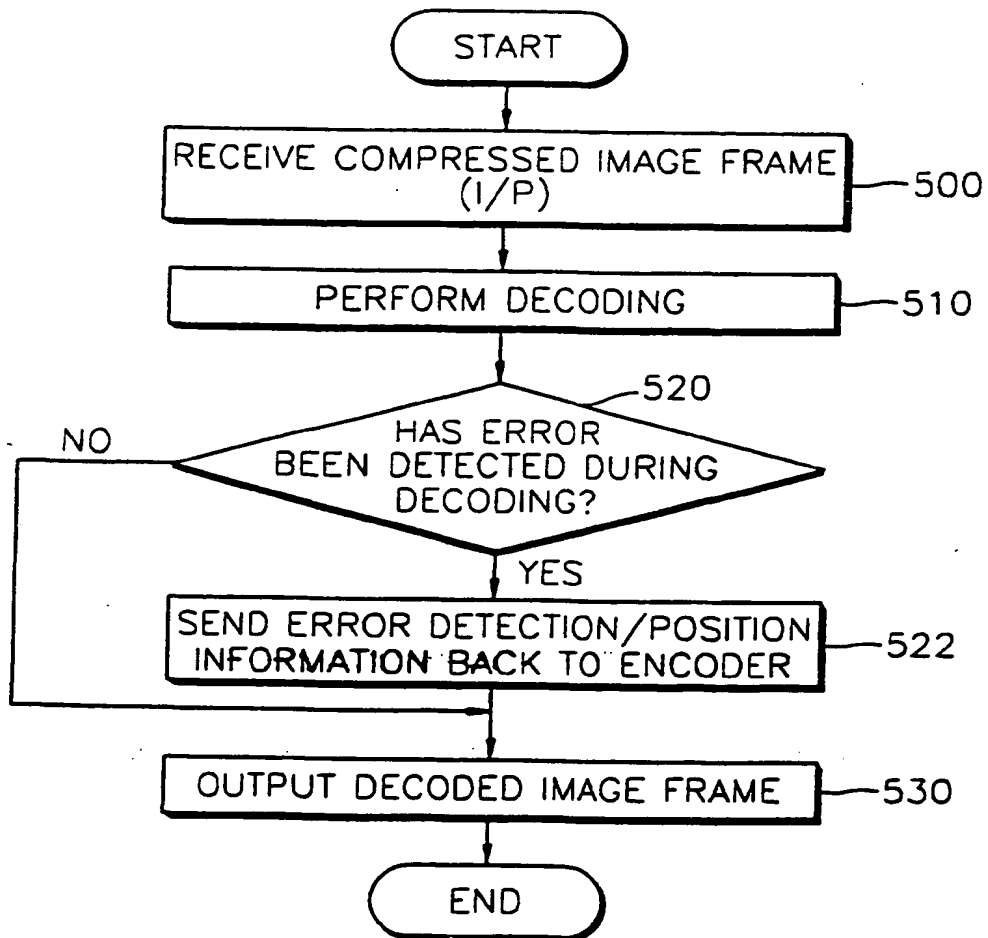 START
RECEIVE COMPRESSED IMAGE FRAME
(I/P)
500
PERFORM DECODING
510
520
HAS ERROR
BEEN DETECTED DURING
DECODING?
NO
YES
SEND ERROR DETECTION/POSITION
INFORMATION BACK TO ENCODER
522
OUTPUT DECODED IMAGE FRAME
530
END